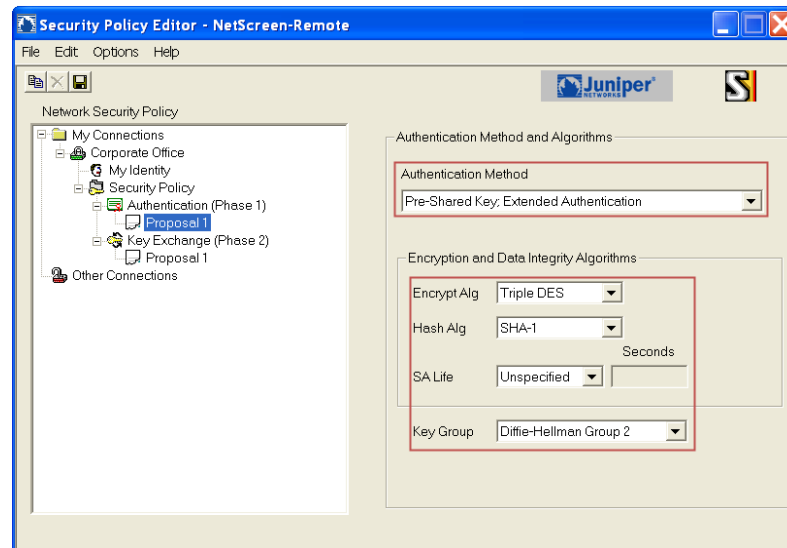 Security Policy Editor - NetScreen-Remote
File Edit Options Help
Juniper
NETWORKS
S
Network Security Policy
My Connections
Corporate Office
My Identity
Security Policy
Authentication (Phase 1)
Proposal 1
Key Exchange (Phase 2)
Proposal 1
Other Connections
Authentication Method and Algorithms
Authentication Method
Pre-Shared Key; Extended Authentication
Encryption and Data Integrity Algorithms
Encrypt Alg Triple DES
Hash Alg SHA-1
Seconds
SA Life Unspecified
Key Group Diffie-Hellman Group 2